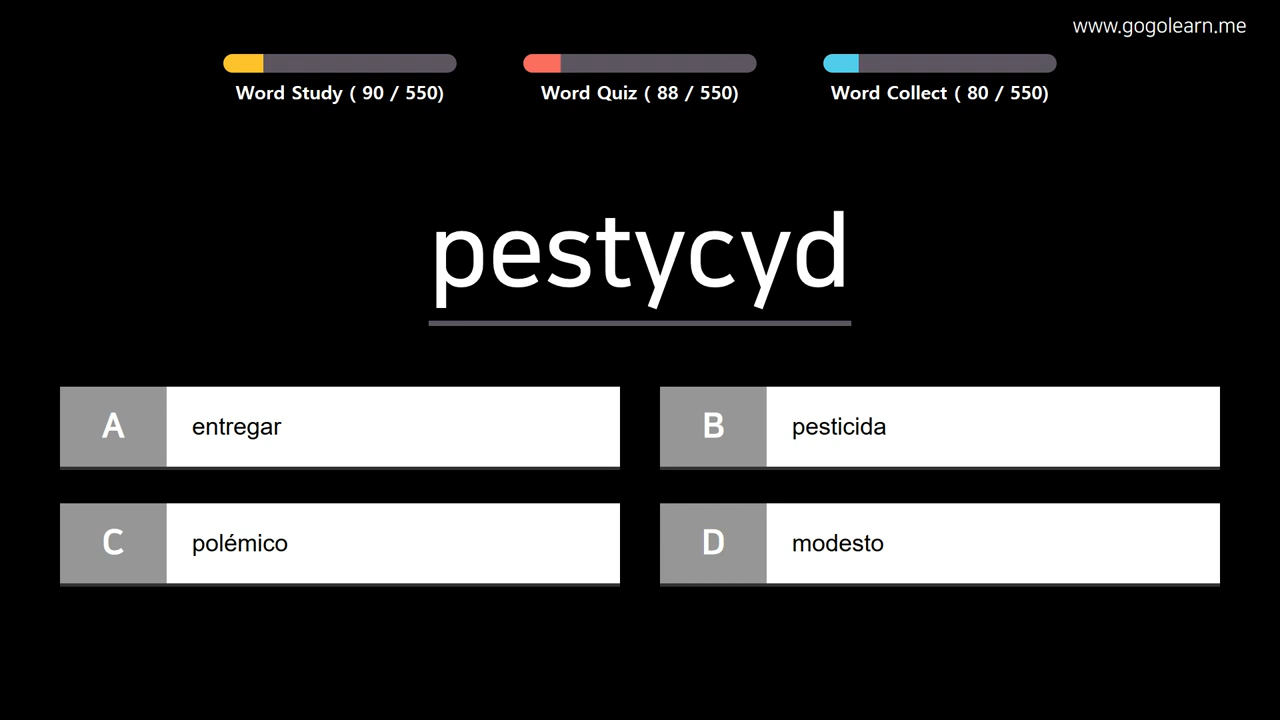 www.gogolearn.me
Word Study ( 90 / 550)
Word Quiz ( 88 / 550)
Word Collect ( 80 / 550)
pestycyd
A entregar
B pesticida
C polémico
D modesto